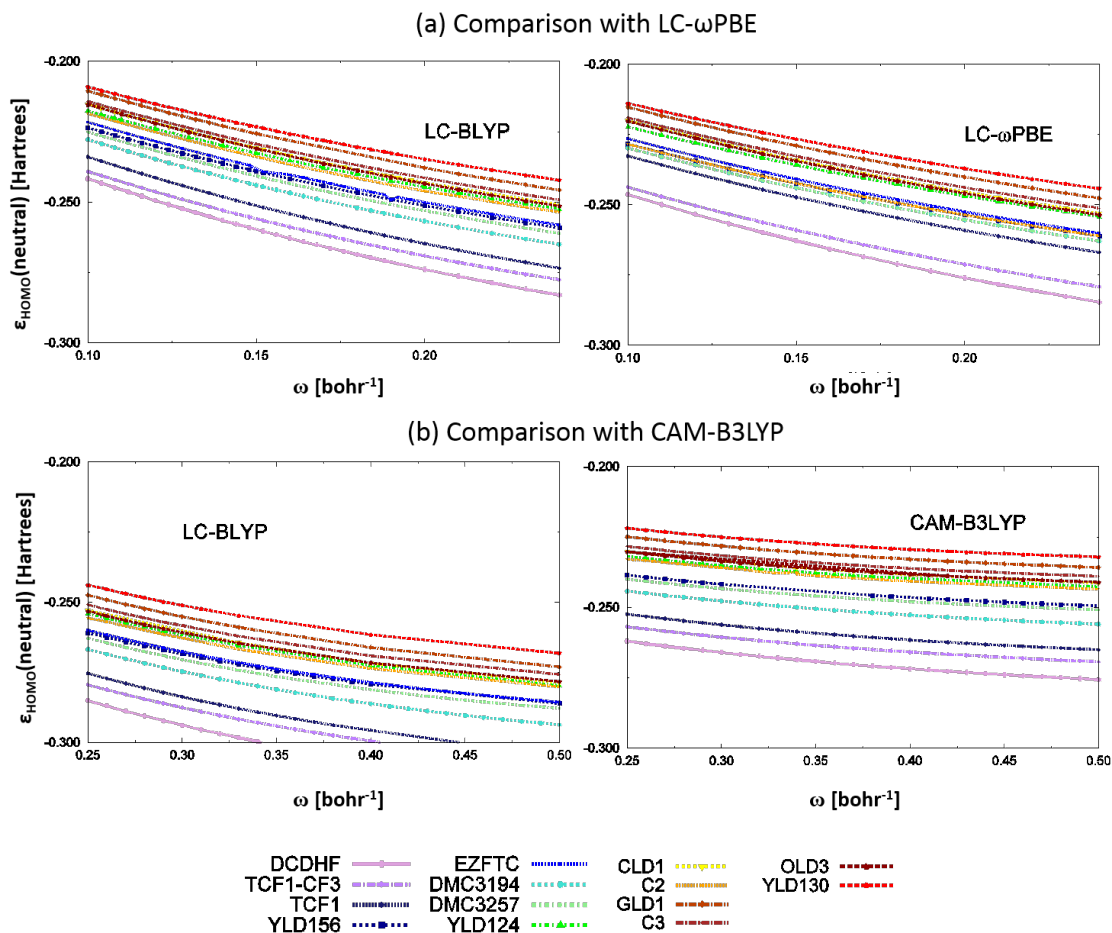 (a) Comparison with LC-ωPBE
εHOMO(neutral) [Hartrees]
-0.200
-0.250
-0.300
LC-BLYP
0.10 0.15 0.20
ω [bohr-1]
-0.200
-0.250
-0.300
LC-ωPBE
0.10 0.15 0.20
ω [bohr-1]
(b) Comparison with CAM-B3LYP
εHOMO(neutral) [Hartrees]
-0.200
-0.250
-0.300
LC-BLYP
0.25 0.30 0.35 0.40 0.45 0.50
ω [bohr-1]
-0.200
-0.250
-0.300
CAM-B3LYP
0.25 0.30 0.35 0.40 0.45 0.50
ω [bohr-1]
DCDHF
TCF1-CF3
TCF1
YLD156
EZFTC
DMC3194
DMC3257
YLD124
CLD1
C2
GLD1
C3
OLD3
YLD130